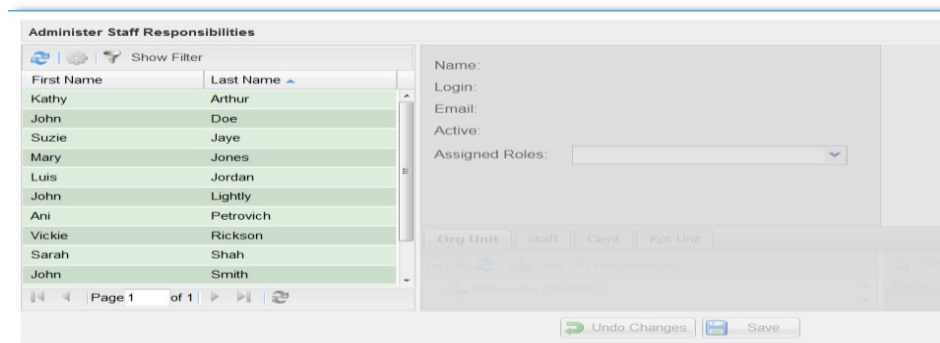 Administer Staff Responsibilities
Show Filter
First Name Last Name
Kathy Arthur
John Doe
Suzie Jaye
Mary Jones
Luis Jordan
John Lightly
Ani Petrovich
Vickie Rickson
Sarah Shah
John Smith
Page 1 of 1
Name:
Login:
Email:
Active:
Assigned Roles:
Org Unit Staff Client Rpt Unit
Undo Changes Save